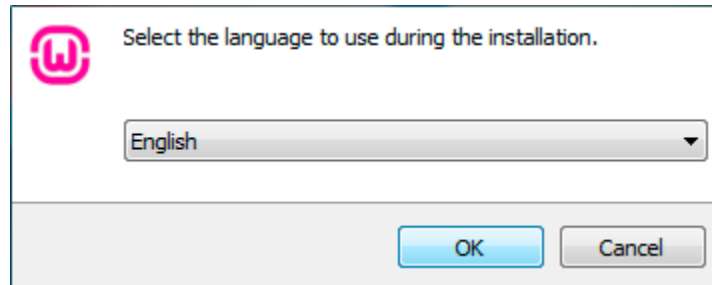 Select the language to use during the installation.
English
OK
Cancel